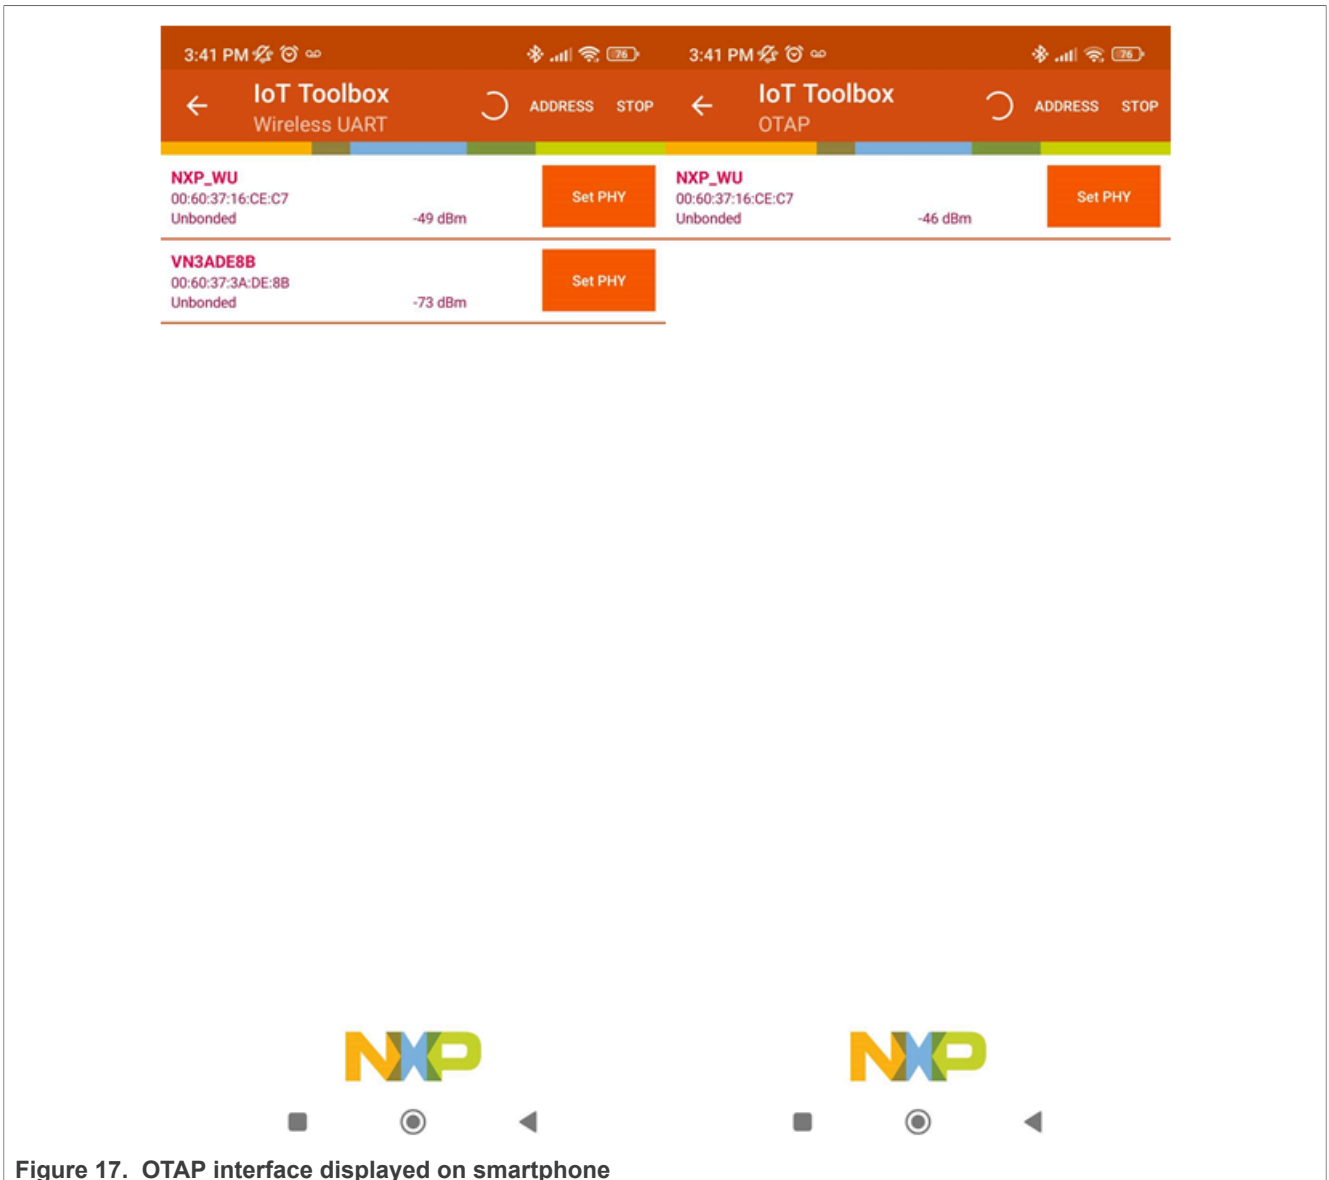 3:41 PM 76
IoT Toolbox
Wireless UART
ADDRESS STOP
NXP_WU
00:60:37:16:CE:C7
Unbonded -49 dBm
Set PHY
VN3ADE8B
00:60:37:3A:DE:8B
Unbonded -73 dBm
Set PHY
NXP
3:41 PM 76
IoT Toolbox
OTAP
ADDRESS STOP
NXP_WU
00:60:37:16:CE:C7
Unbonded -46 dBm
Set PHY
NXP
Figure 17. OTAP interface displayed on smartphone